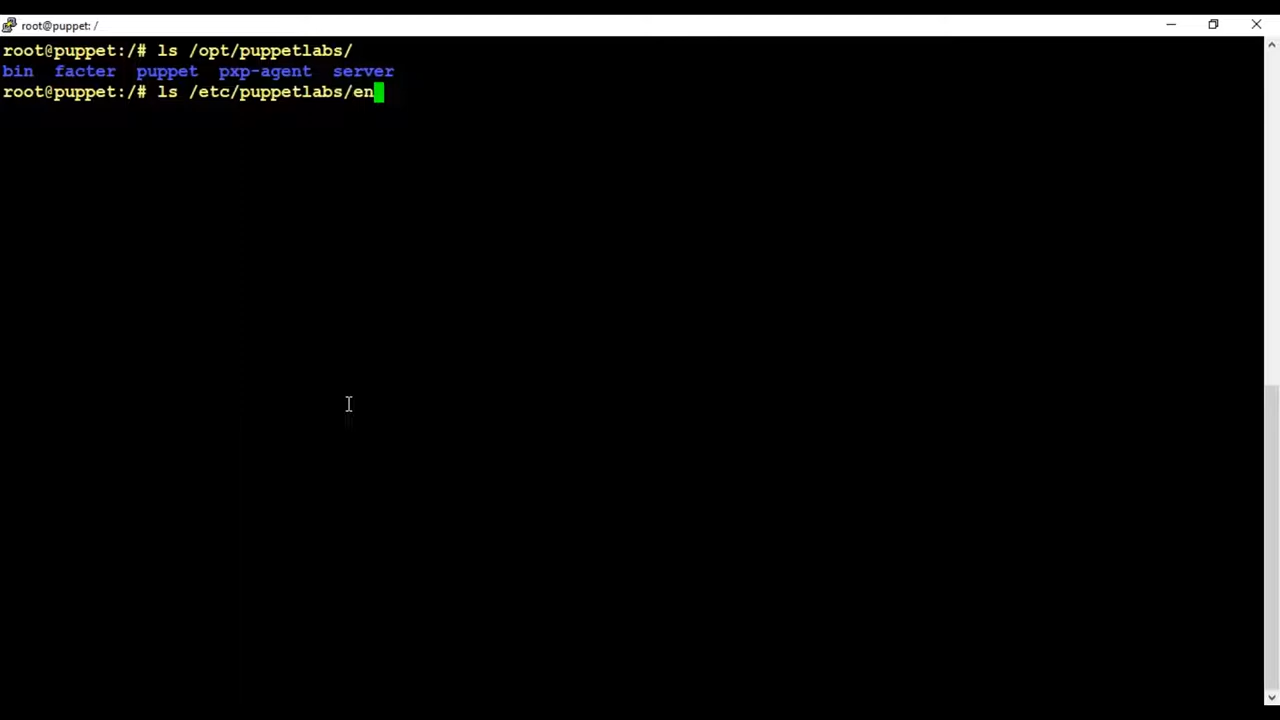 root@puppet: /
root@puppet:/# ls /opt/puppetlabs/
bin  facter  puppet  pxp-agent  server
root@puppet:/# ls /etc/puppetlabs/en